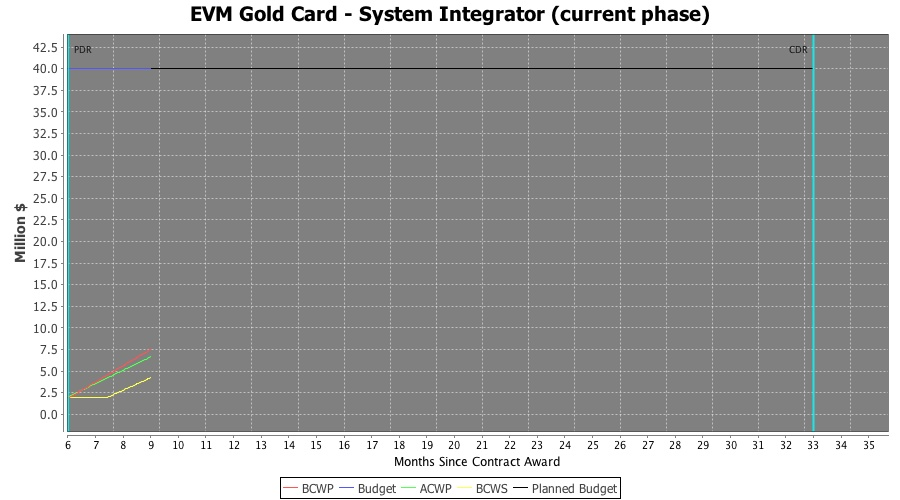 EVM Gold Card - System Integrator (current phase)
PDR
CDR
42.5
40.0
37.5
35.0
32.5
30.0
27.5
25.0
22.5
20.0
17.5
15.0
12.5
10.0
7.5
5.0
2.5
0.0
Million $
6 7 8 9 10 11 12 13 14 15 16 17 18 19 20 21 22 23 24 25 26 27 28 29 30 31 32 33 34 35
Months Since Contract Award
BCWP Budget ACWP BCWS Planned Budget